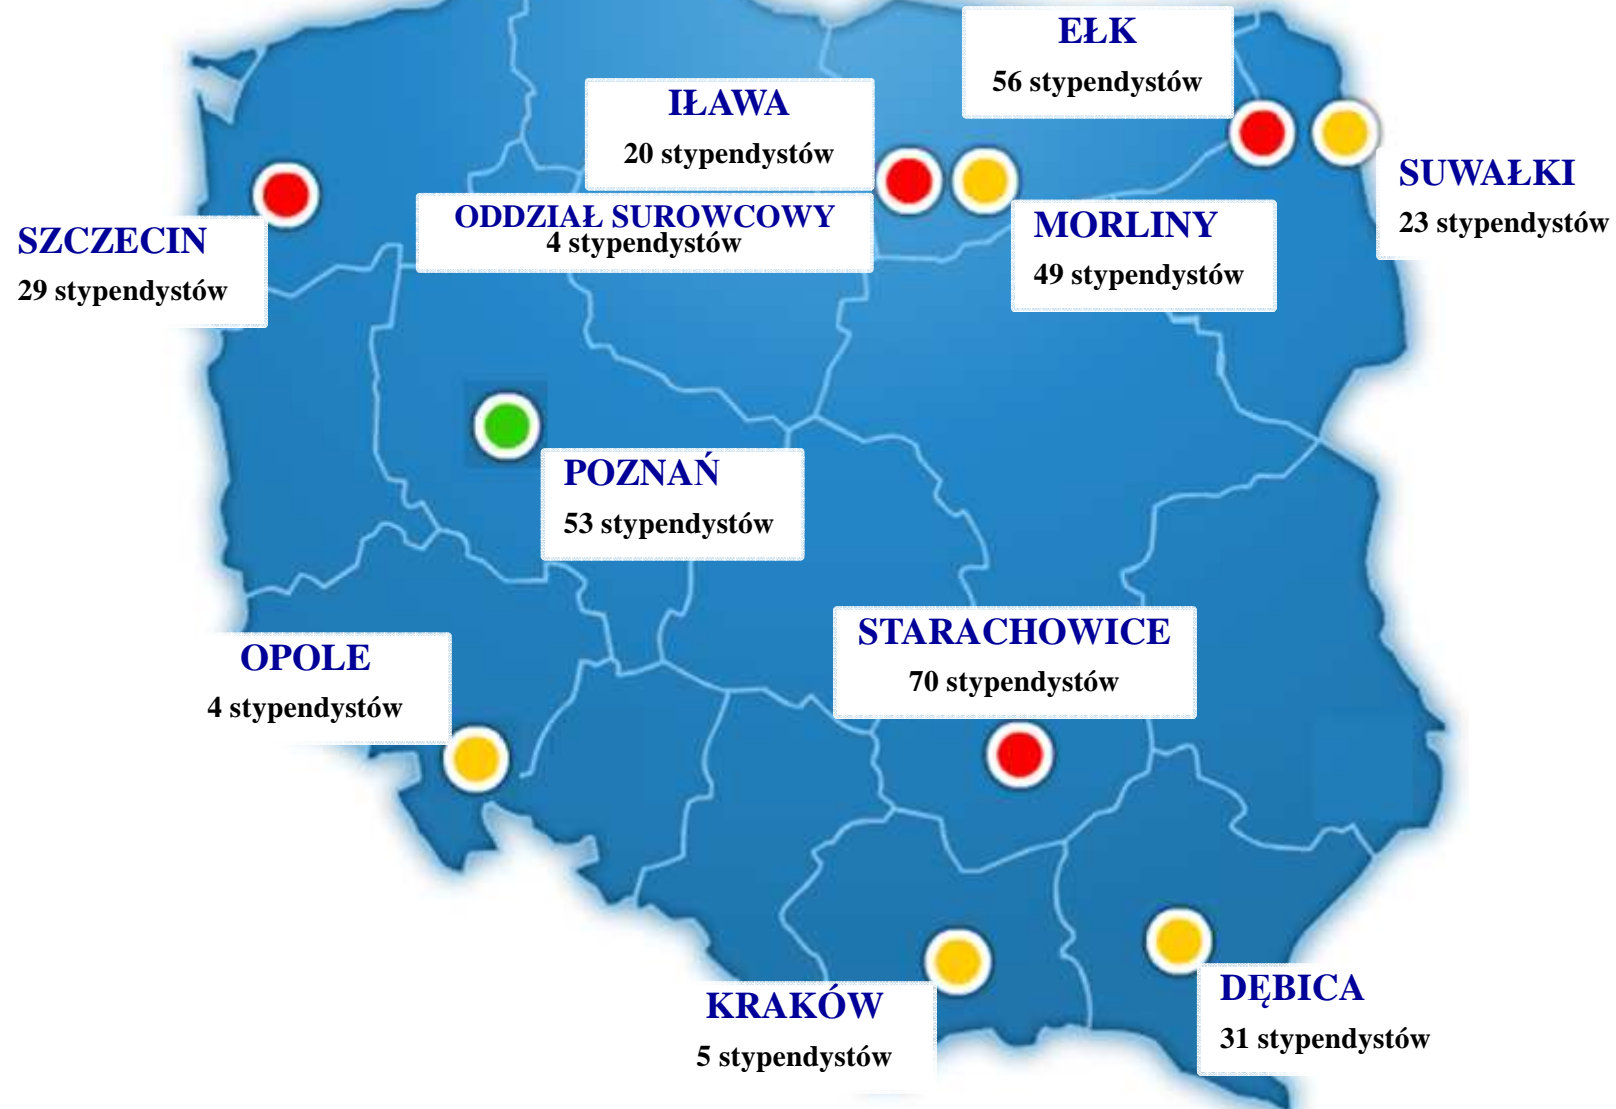 EŁK
56 stypendystów
IŁAWA
20 stypendystów
SUWAŁKI
23 stypendystów
ODDZIAŁ SUROWCOWY
4 stypendystów
MORLINY
49 stypendystów
SZCZECIN
29 stypendystów
POZNAŃ
53 stypendystów
STARACHOWICE
70 stypendystów
OPOLE
4 stypendystów
DĘBICA
31 stypendystów
KRAKÓW
5 stypendystów